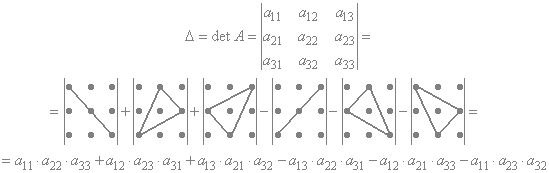 Δ = det A = | a₁₁ a₁₂ a₁₃ |
| a₂₁ a₂₂ a₂₃ | =
| a₃₁ a₃₂ a₃₃ |
= | | + | | + | | − | | − | | − | | =
= a₁₁ · a₂₂ · a₃₃ + a₁₂ · a₂₃ · a₃₁ + a₁₃ · a₂₁ · a₃₂ − a₁₃ · a₂₂ · a₃₁ − a₁₂ · a₂₁ · a₃₃ − a₁₁ · a₂₃ · a₃₂